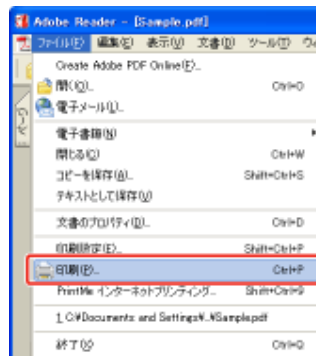 Adobe Reader - [Sample.pdf]
ファイル(F) 編集(E) 表示(V) 文書(D) ツール(T) ウ
Create Adobe PDF Online(F)...
開く(O)... Ctrl+O
電子メール(L)...
電子書籍(N)
閉じる(C) Ctrl+W
コピーを保存(A)... Shift+Ctrl+S
テキストとして保存(V)
文書のプロパティ(D)... Ctrl+D
印刷設定(E)... Shift+Ctrl+P
印刷(P)... Ctrl+P
PrintMe インターネットプリンティング... Shift+Ctrl+9
1 C:¥Documents and Settings¥..¥Sample.pdf
終了(X) Ctrl+Q